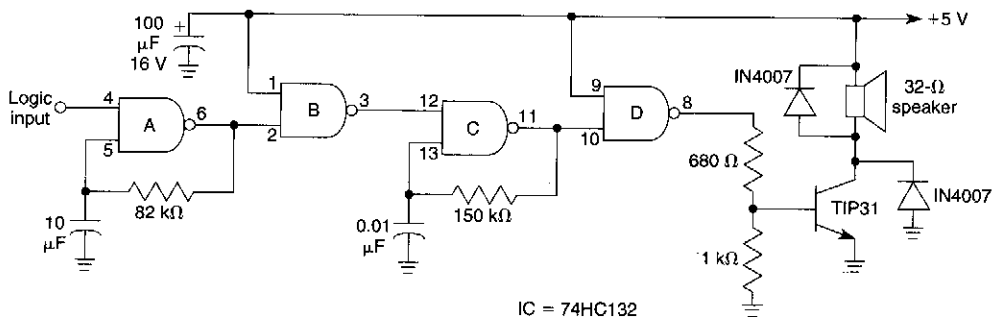 100
µF
16 V
+
+5 V
Logic
input
4
5
A
6
1
2
B
3
12
13
C
11
9
10
D
8
IN4007
32-Ω
speaker
82 kΩ
10
µF
150 kΩ
0.01
µF
680 Ω
1 kΩ
TIP31
IN4007
IC = 74HC132